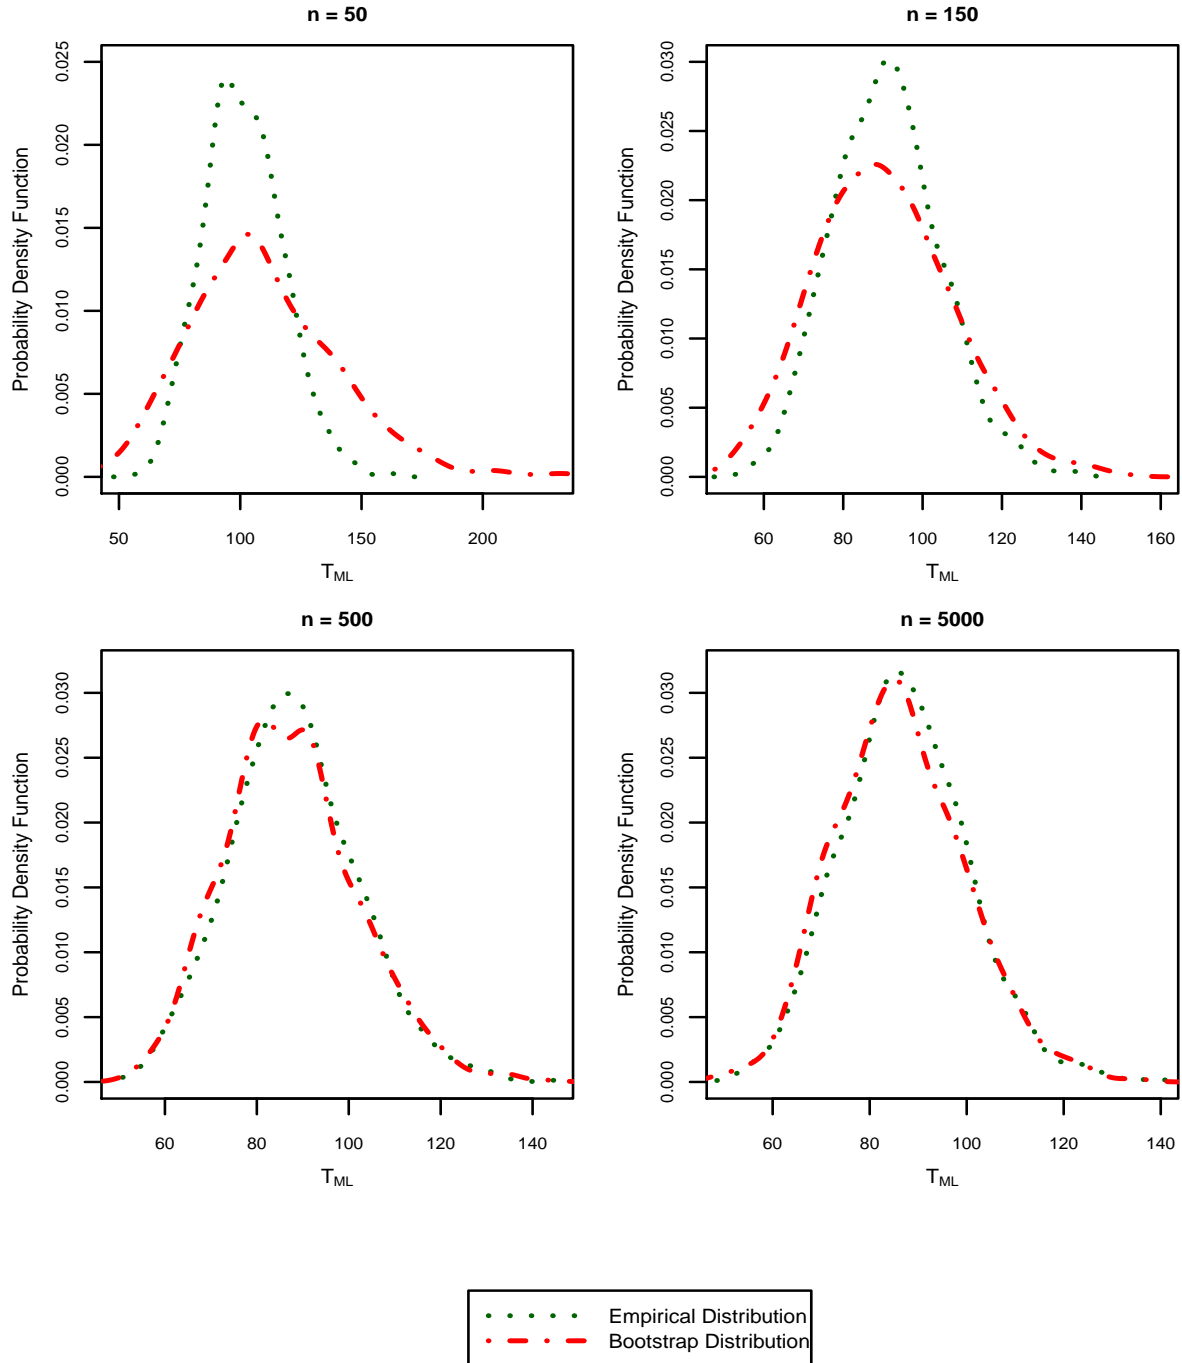 n = 50
Probability Density Function
0.000 0.005 0.010 0.015 0.020 0.025
50 100 150 200
T_ML
n = 150
Probability Density Function
0.000 0.005 0.010 0.015 0.020 0.025 0.030
60 80 100 120 140 160
T_ML
n = 500
Probability Density Function
0.000 0.005 0.010 0.015 0.020 0.025 0.030
60 80 100 120 140
T_ML
n = 5000
Probability Density Function
0.000 0.005 0.010 0.015 0.020 0.025 0.030
60 80 100 120 140
T_ML
Empirical Distribution
Bootstrap Distribution